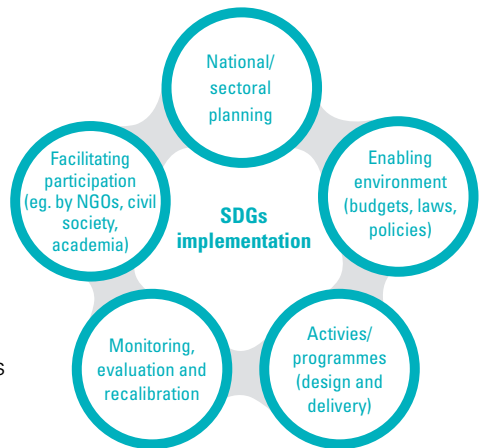 National/
sectoral
planning
Enabling
environment
(budgets, laws,
policies)
Activies/
programmes
(design and
delivery)
Monitoring,
evaluation and
recalibration
Facilitating
participation
(eg. by NGOs, civil
society,
academia)
SDGs
implementation
s